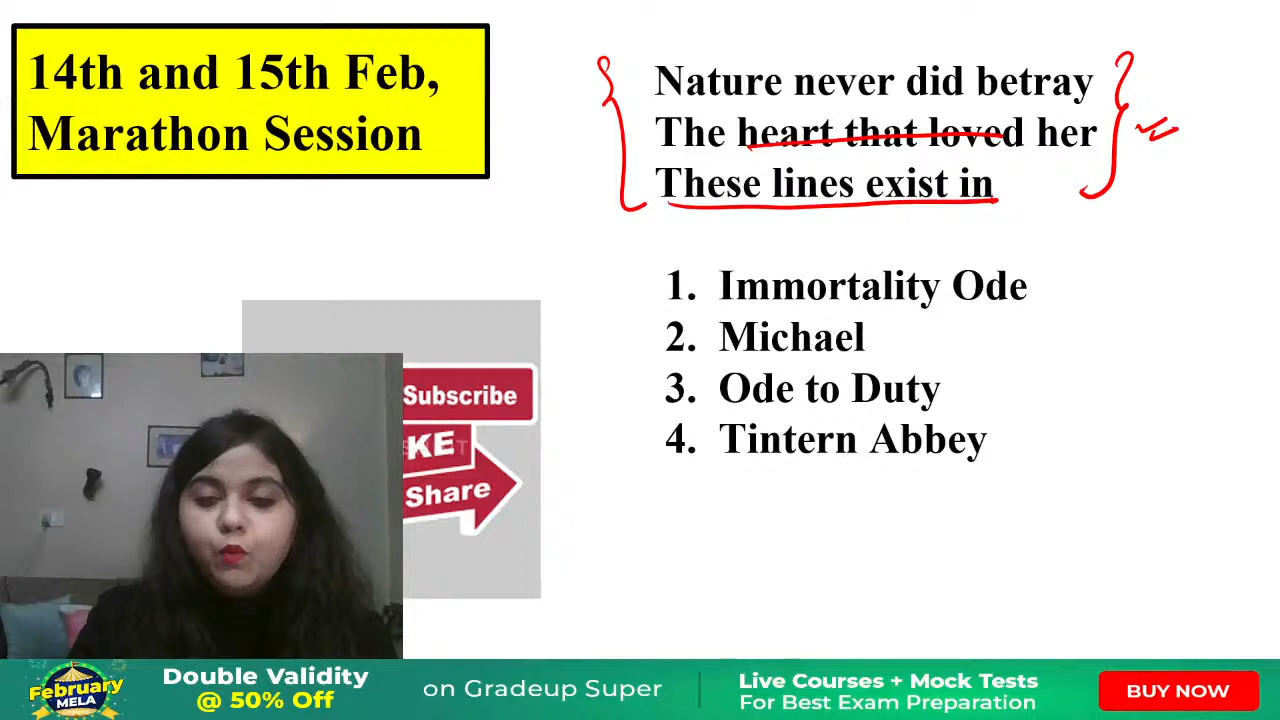 14th and 15th Feb,
Marathon Session
Nature never did betray
The heart that loved her
These lines exist in
1. Immortality Ode
2. Michael
3. Ode to Duty
4. Tintern Abbey
Subscribe
KE
Share
February
MELA
Double Validity
@ 50% Off
on Gradeup Super
Live Courses + Mock Tests
For Best Exam Preparation
BUY NOW